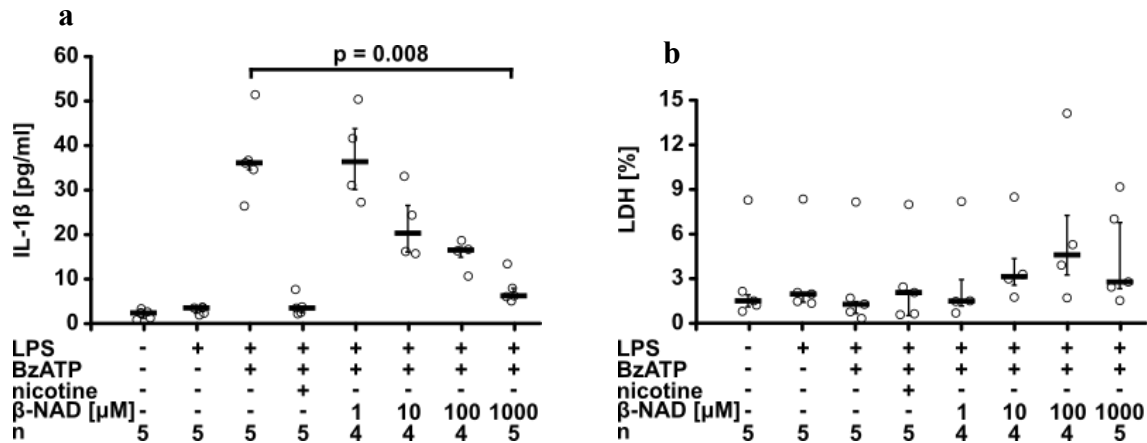 a
p = 0.008
60
50
40
30
20
10
0
IL-1β [pg/ml]
LPS - + + + + + + +
BzATP - - + + + + + +
nicotine - - - + - - - -
β-NAD [µM] - - - - 1 10 100 1000
n 5 5 5 5 4 4 4 5
b
15
12
9
6
3
0
LDH [%]
LPS - + + + + + + +
BzATP - - + + + + + +
nicotine - - - + - - - -
β-NAD [µM] - - - - 1 10 100 1000
n 5 5 5 5 4 4 4 5